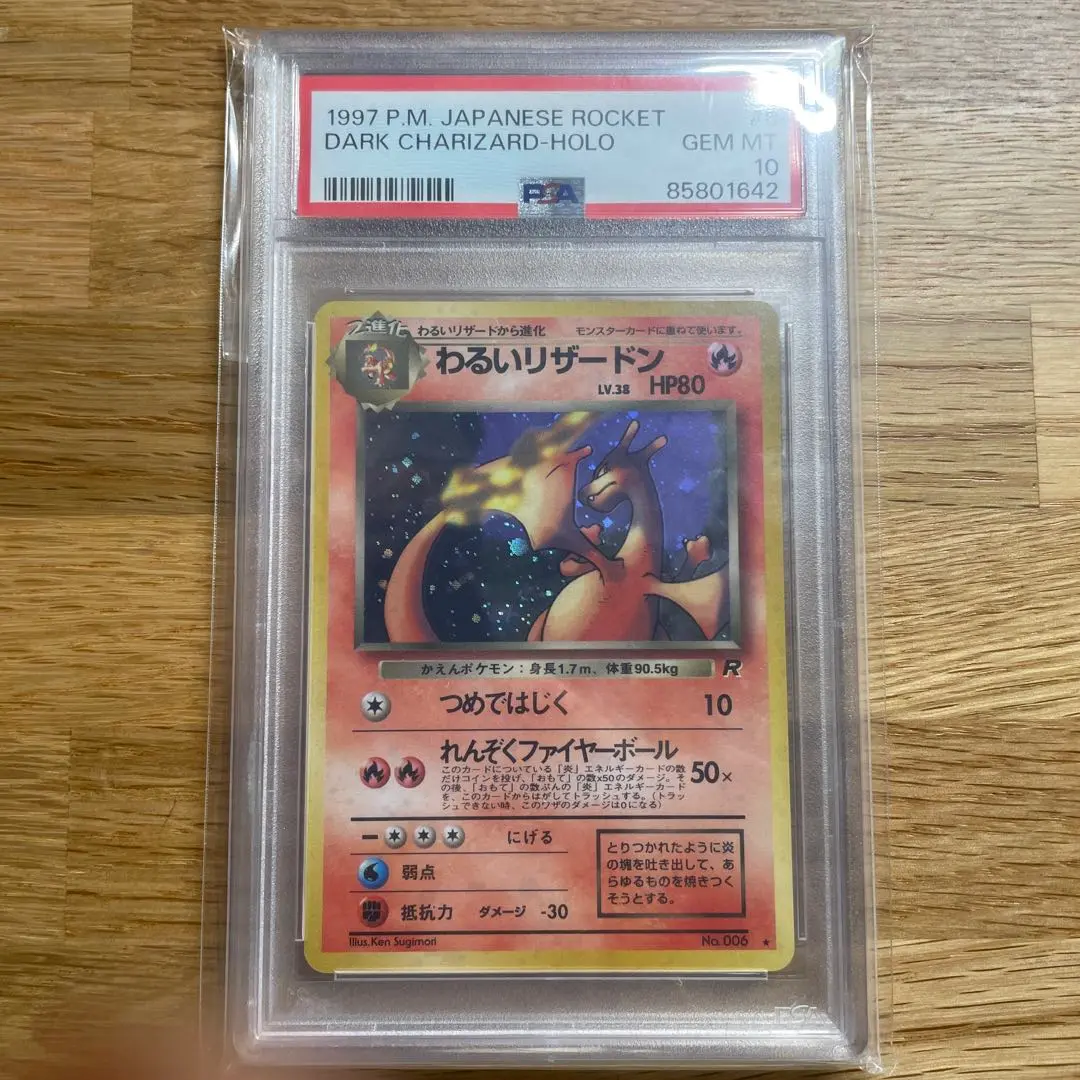 1997 P.M. JAPANESE ROCKET
DARK CHARIZARD-HOLO GEM MT
10
PSA 85801642
2進化 わるいリザードから進化 モンスターカードに重ねて使います。
わるいリザードン
LV.38 HP80
かえんポケモン：身長1.7m、体重90.5kg R
つめではじく 10
れんぞくファイヤーボール
このカードについている「炎」エネルギーカードの数
だけコインを投げ、「おもて」の数x50のダメージ。そ
の後、「おもて」の数ぶんの「炎」エネルギーカード
を、このカードからはがしてトラッシュする。（トラッ
シュできない時、このワザのダメージは0になる）
50×
にげる
弱点
抵抗力 ダメージ -30
とりつかれたように炎
の塊を吐き出して、あ
らゆるものを焼きつく
そうとする。
Illus. Ken Sugimori No. 006 ★